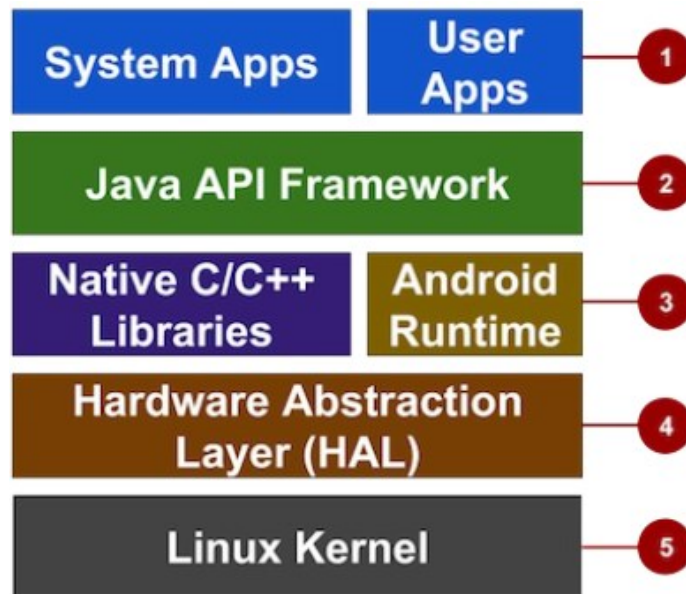 System Apps
User
Apps
1
Java API Framework
2
Native C/C++
Libraries
Android
Runtime
3
Hardware Abstraction
Layer (HAL)
4
Linux Kernel
5